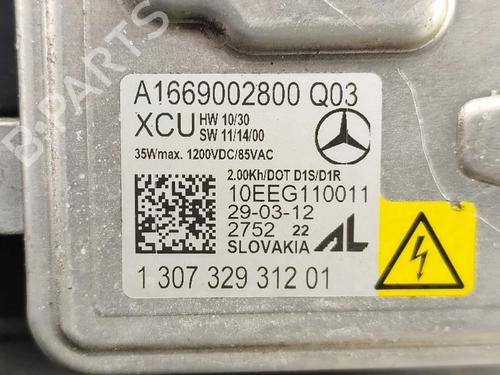 B-PARTS
A1669002800 Q03
XCU HW 10/30
SW 11/14/00
35Wmax. 1200VDC/85VAC
2.00Kh/DOT D1S/D1R
10EEG110011
29-03-12
2752 22
SLOVAKIA AL
1 307 329 312 01